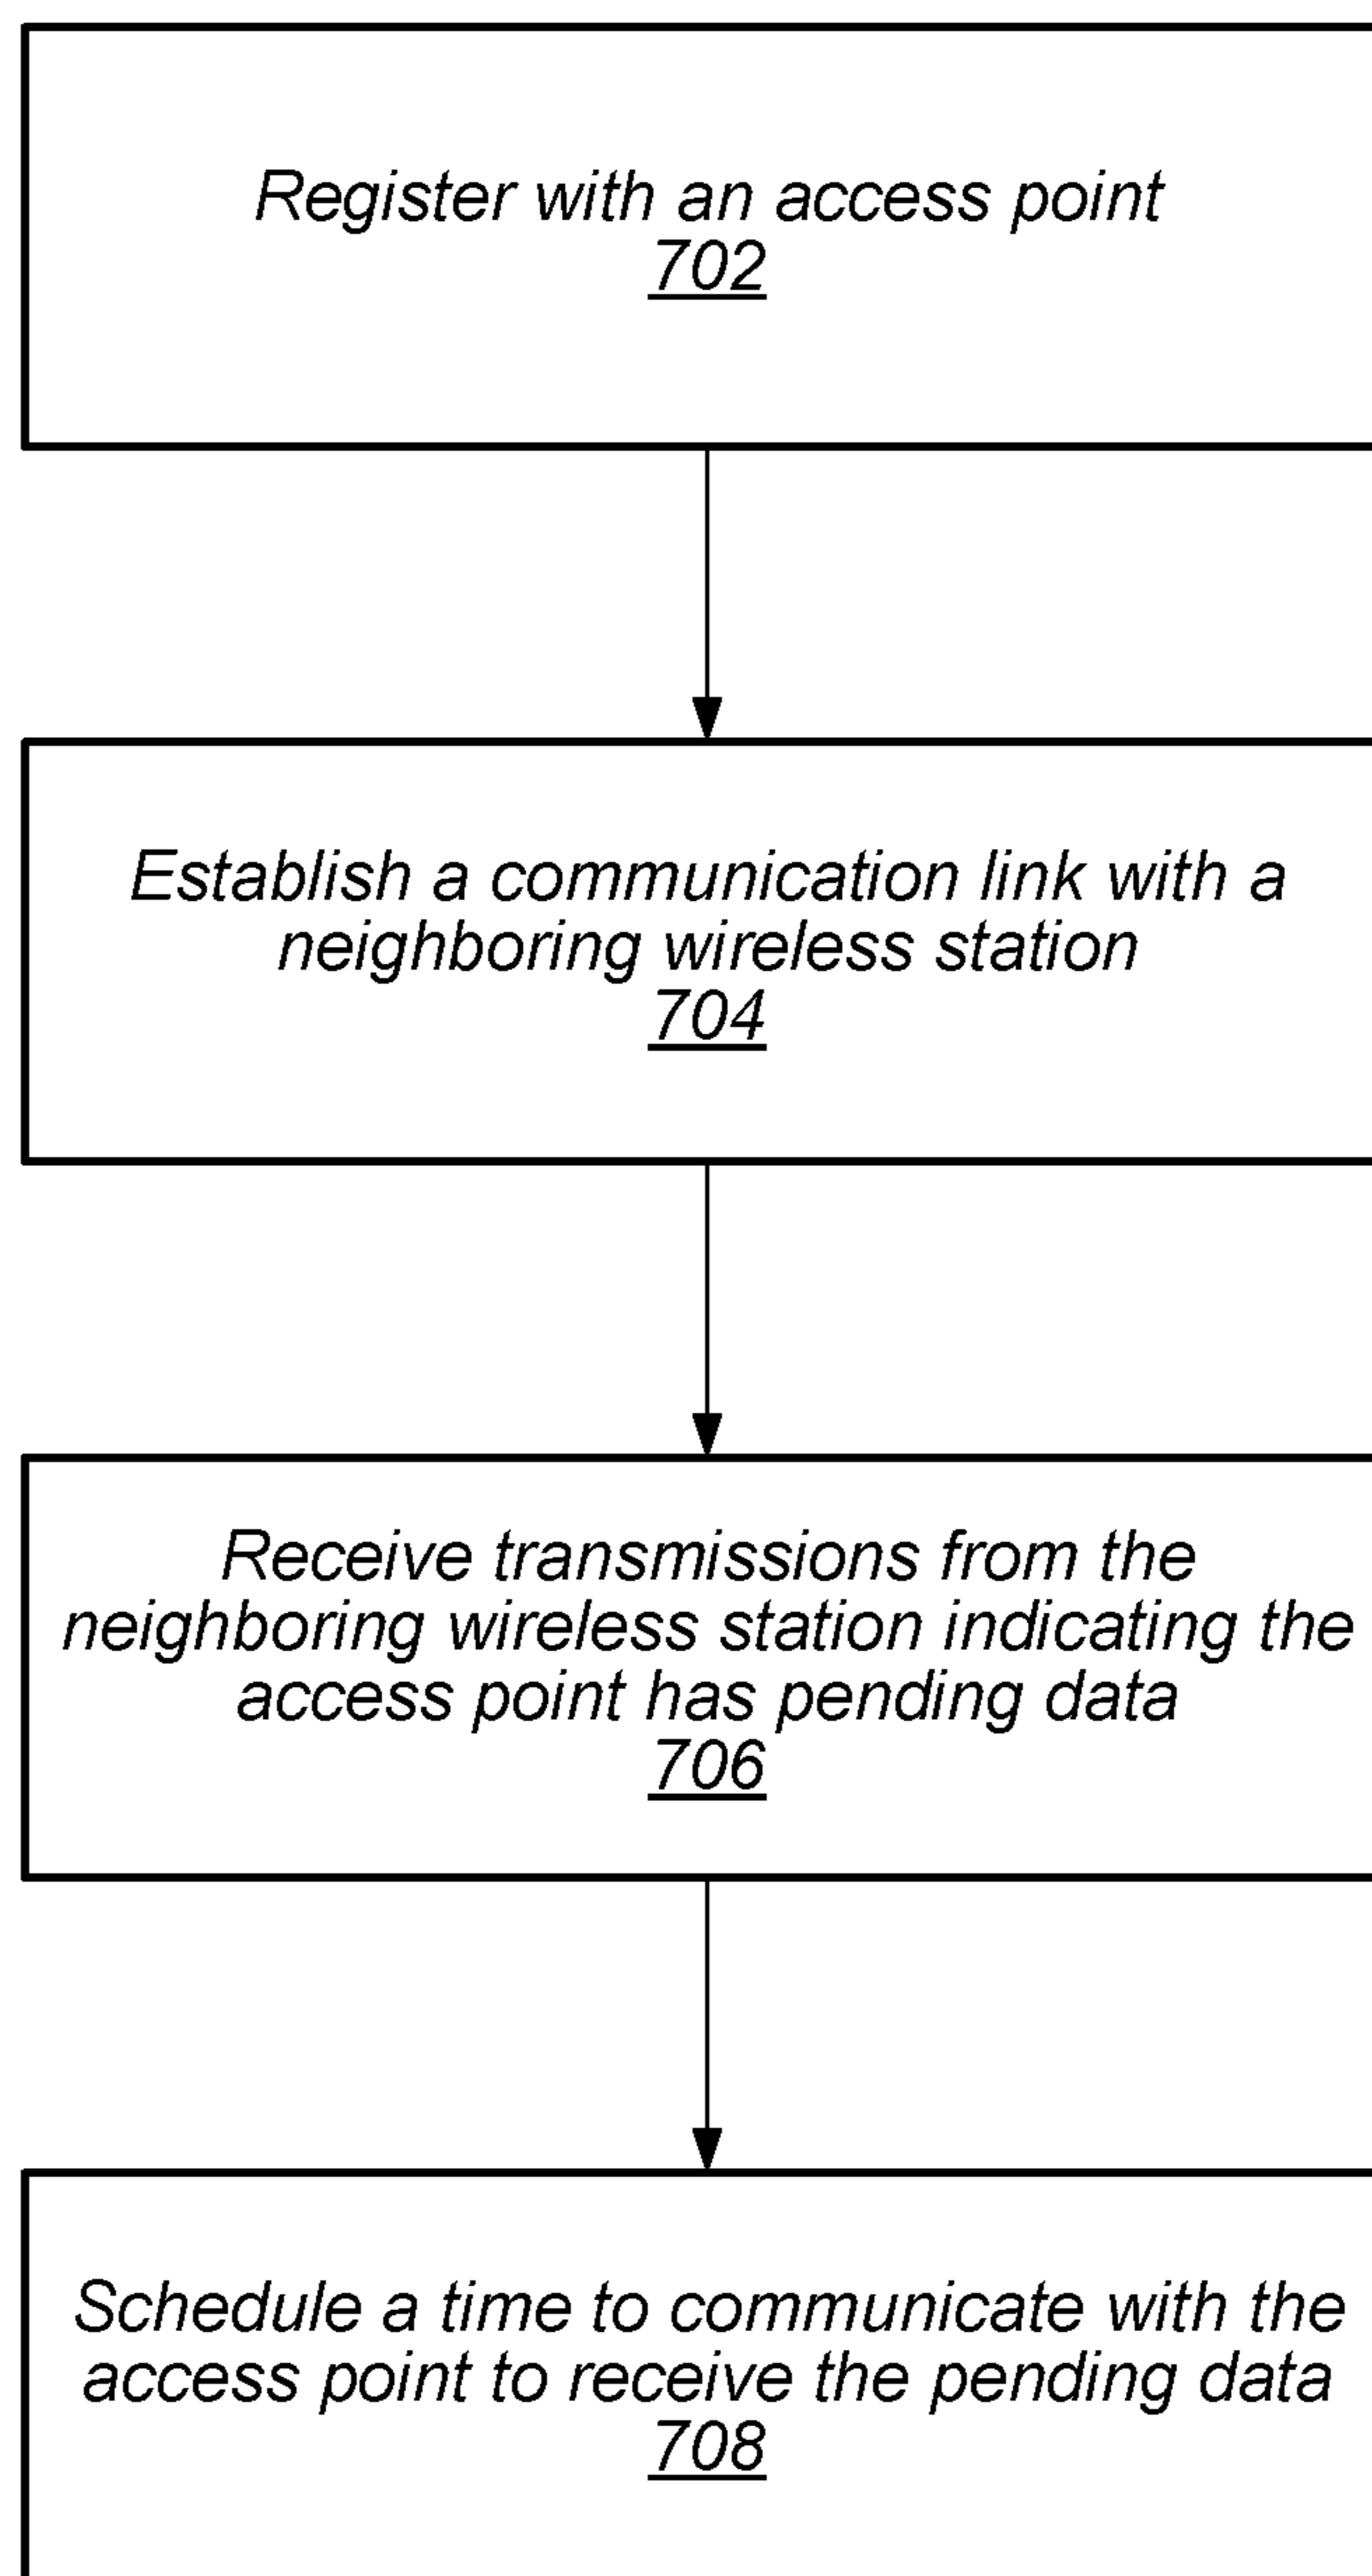 Register with an access point
702
Establish a communication link with a
neighboring wireless station
704
Receive transmissions from the
neighboring wireless station indicating the
access point has pending data
706
Schedule a time to communicate with the
access point to receive the pending data
708